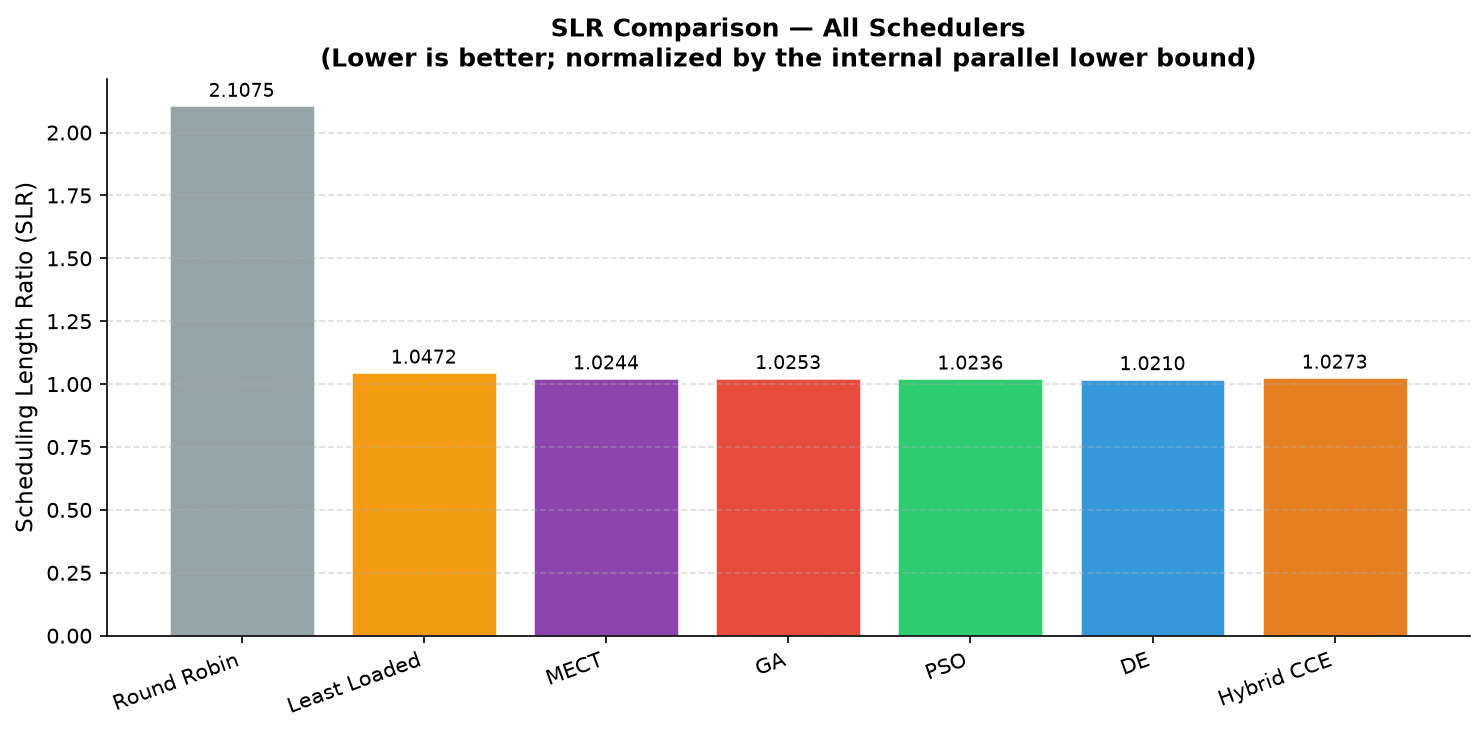 SLR Comparison — All Schedulers
(Lower is better; normalized by the internal parallel lower bound)
Scheduling Length Ratio (SLR)
2.00
1.75
1.50
1.25
1.00
0.75
0.50
0.25
0.00
2.1075
1.0472
1.0244
1.0253
1.0236
1.0210
1.0273
Round Robin
Least Loaded
MECT
GA
PSO
DE
Hybrid CCE